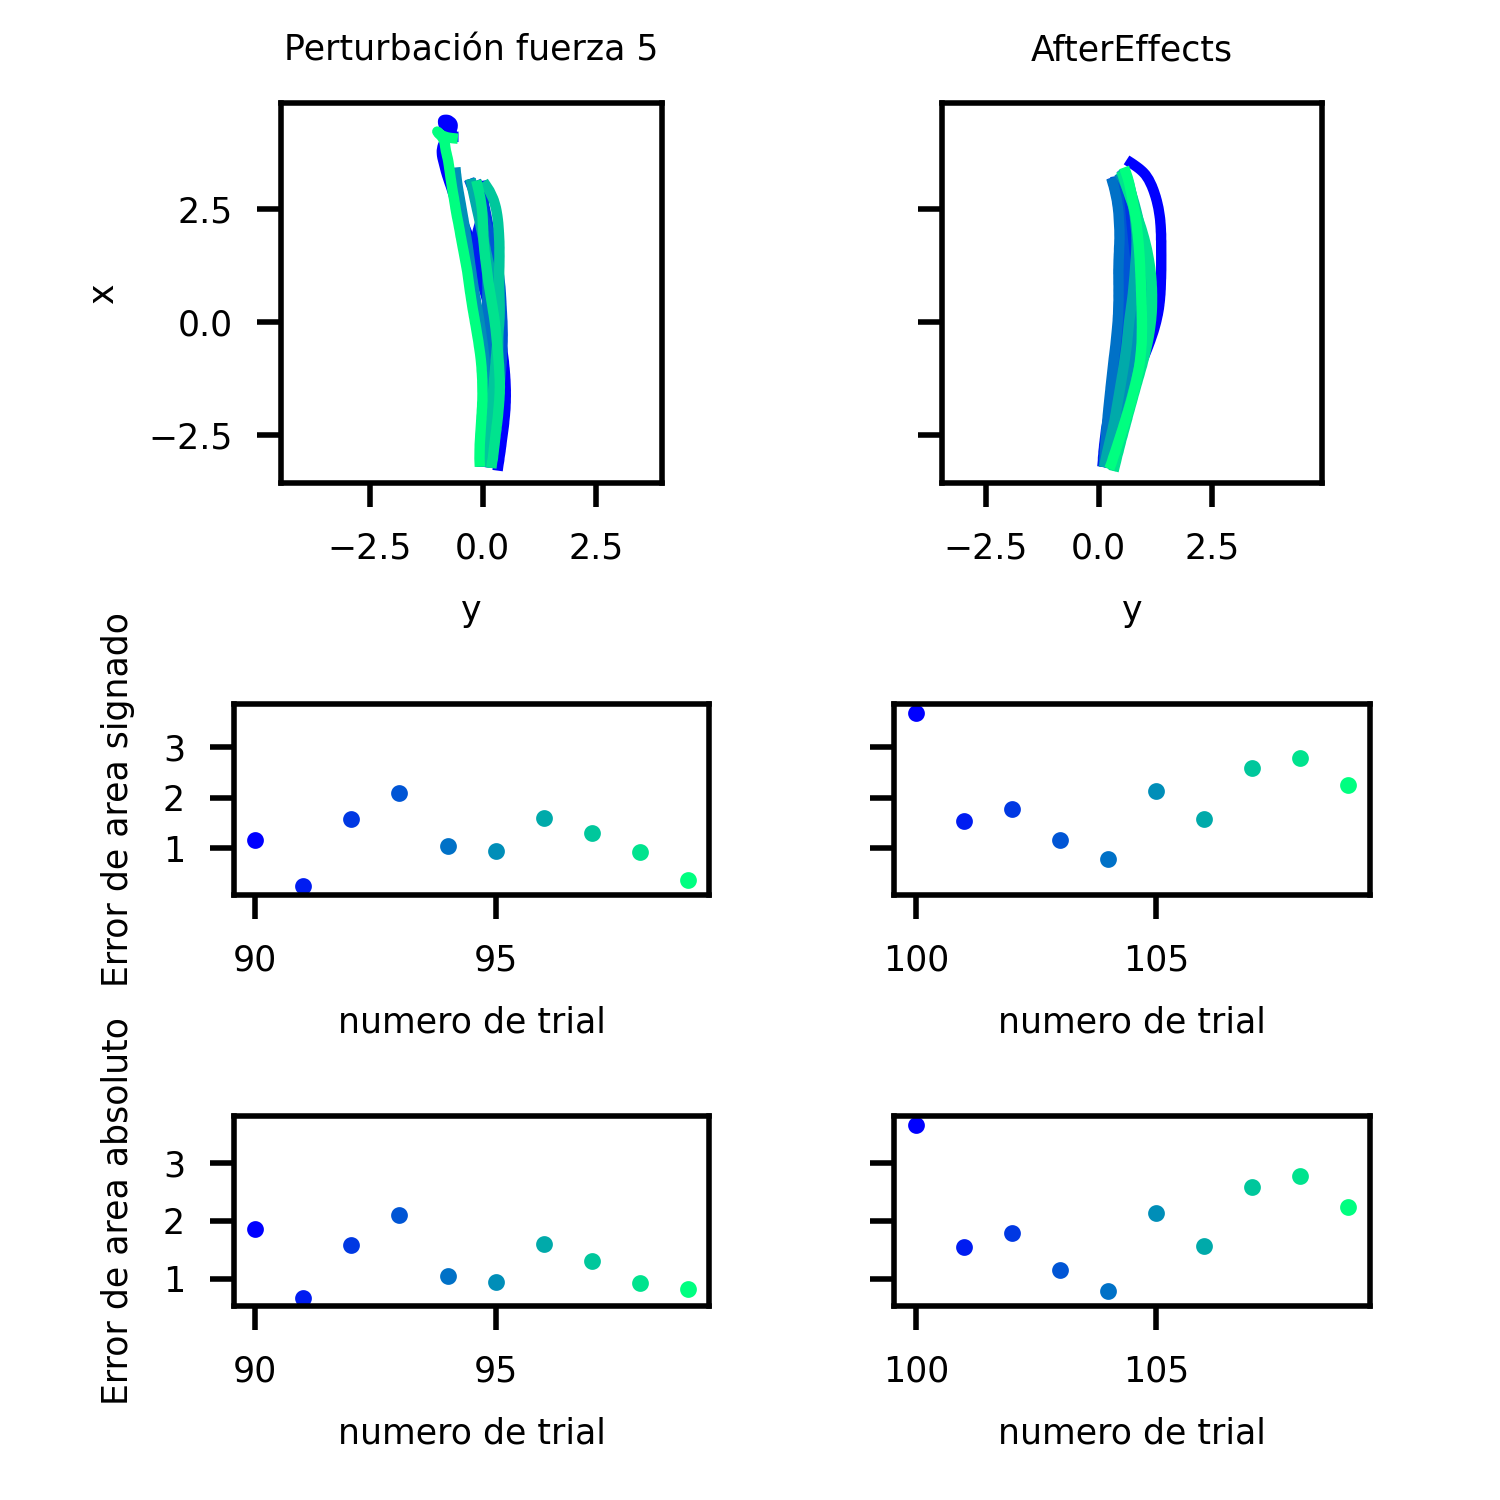 Perturbación fuerza 5
AfterEffects
x
2.5
0.0
−2.5
−2.5 0.0 2.5
y
−2.5 0.0 2.5
y
Error de area signado
3
2
1
90 95
numero de trial
100 105
numero de trial
Error de area absoluto
3
2
1
90 95
numero de trial
100 105
numero de trial